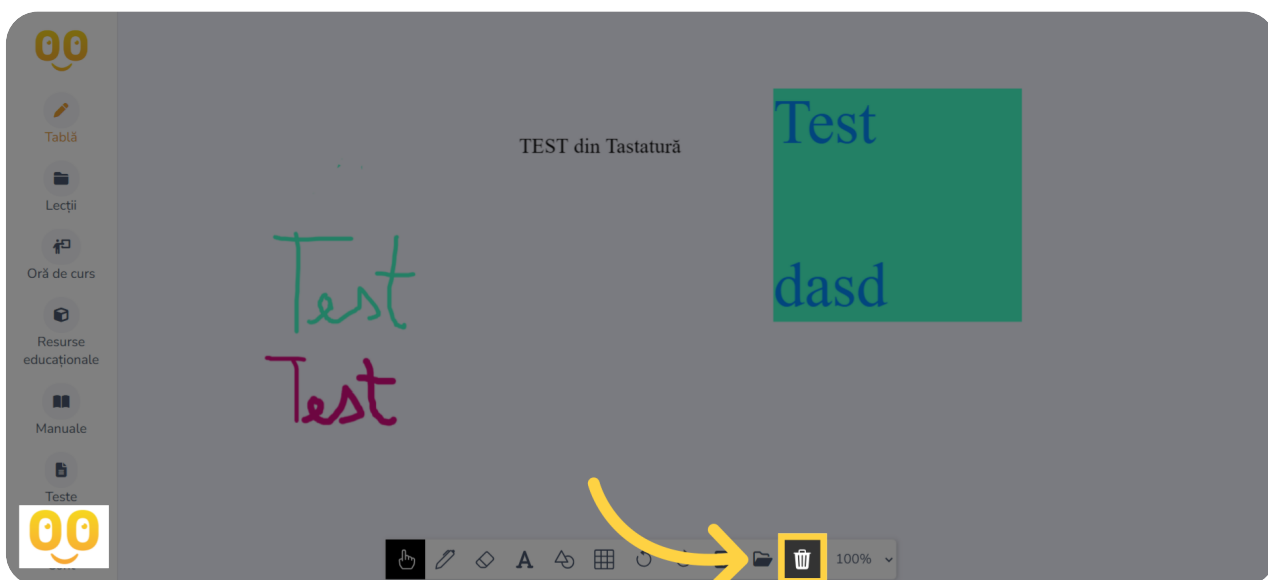 Tablă
Lecții
Oră de curs
Resurse
educaționale
Manuale
Teste
TEST din Tastatură
Test
dasd
Test
Test
100%